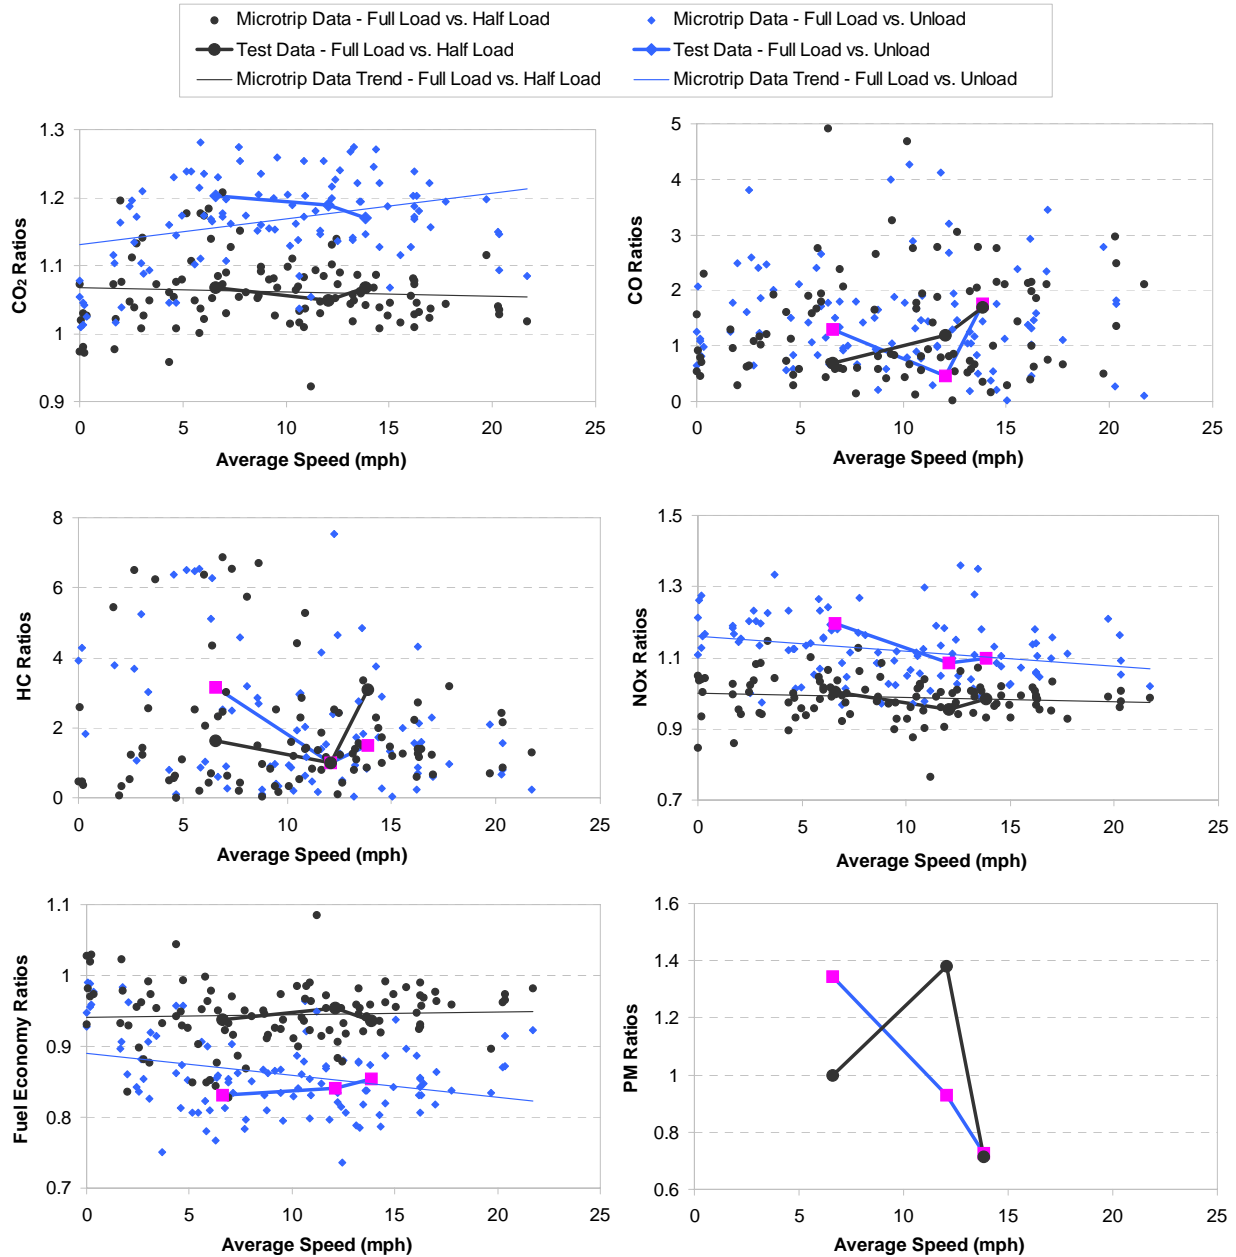 Microtrip Data - Full Load vs. Half Load
Microtrip Data - Full Load vs. Unload
Test Data - Full Load vs. Half Load
Test Data - Full Load vs. Unload
Microtrip Data Trend - Full Load vs. Half Load
Microtrip Data Trend - Full Load vs. Unload
CO₂ Ratios
1.3
1.2
1.1
1
0.9
0 5 10 15 20 25
Average Speed (mph)
CO Ratios
5
4
3
2
1
0
0 5 10 15 20 25
Average Speed (mph)
HC Ratios
8
6
4
2
0
0 5 10 15 20 25
Average Speed (mph)
NOx Ratios
1.5
1.3
1.1
0.9
0.7
0 5 10 15 20 25
Average Speed (mph)
Fuel Economy Ratios
1.1
1
0.9
0.8
0.7
0 5 10 15 20 25
Average Speed (mph)
PM Ratios
1.6
1.4
1.2
1
0.8
0.6
0 5 10 15 20 25
Average Speed (mph)